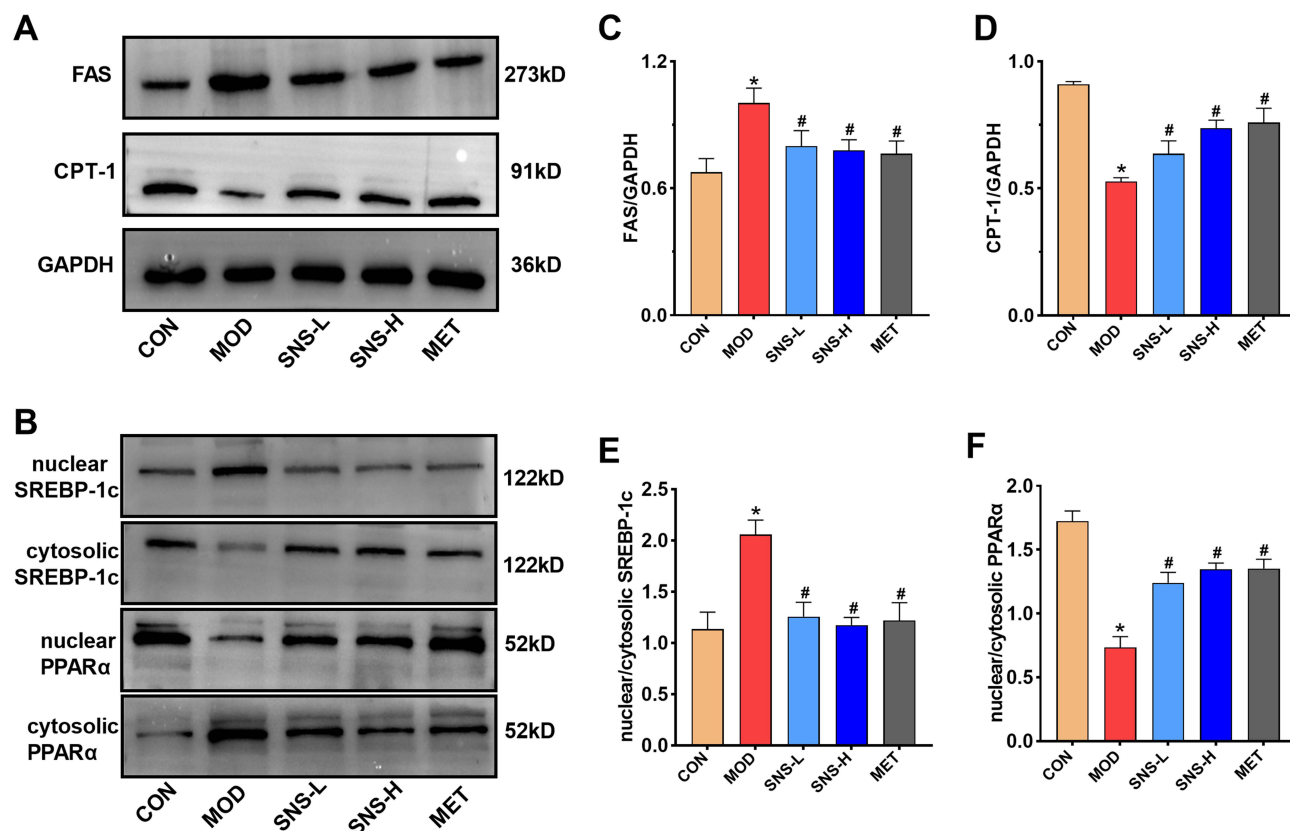 A
FAS
273kD
CPT-1
91kD
GAPDH
36kD
CON MOD SNS-L SNS-H MET
C
FAS/GAPDH
1.2
0.6
0.0
*
# # #
CON MOD SNS-L SNS-H MET
D
CPT-1/GAPDH
1.0
0.5
0.0
*
# # #
CON MOD SNS-L SNS-H MET
B
nuclear
SREBP-1c
122kD
cytosolic
SREBP-1c
122kD
nuclear
PPARα
52kD
cytosolic
PPARα
52kD
CON MOD SNS-L SNS-H MET
E
nuclear/cytosolic SREBP-1c
2.5
2.0
1.5
1.0
0.5
0.0
*
# # #
CON MOD SNS-L SNS-H MET
F
nuclear/cytosolic PPARα
2.0
1.5
1.0
0.5
0.0
*
# # #
CON MOD SNS-L SNS-H MET